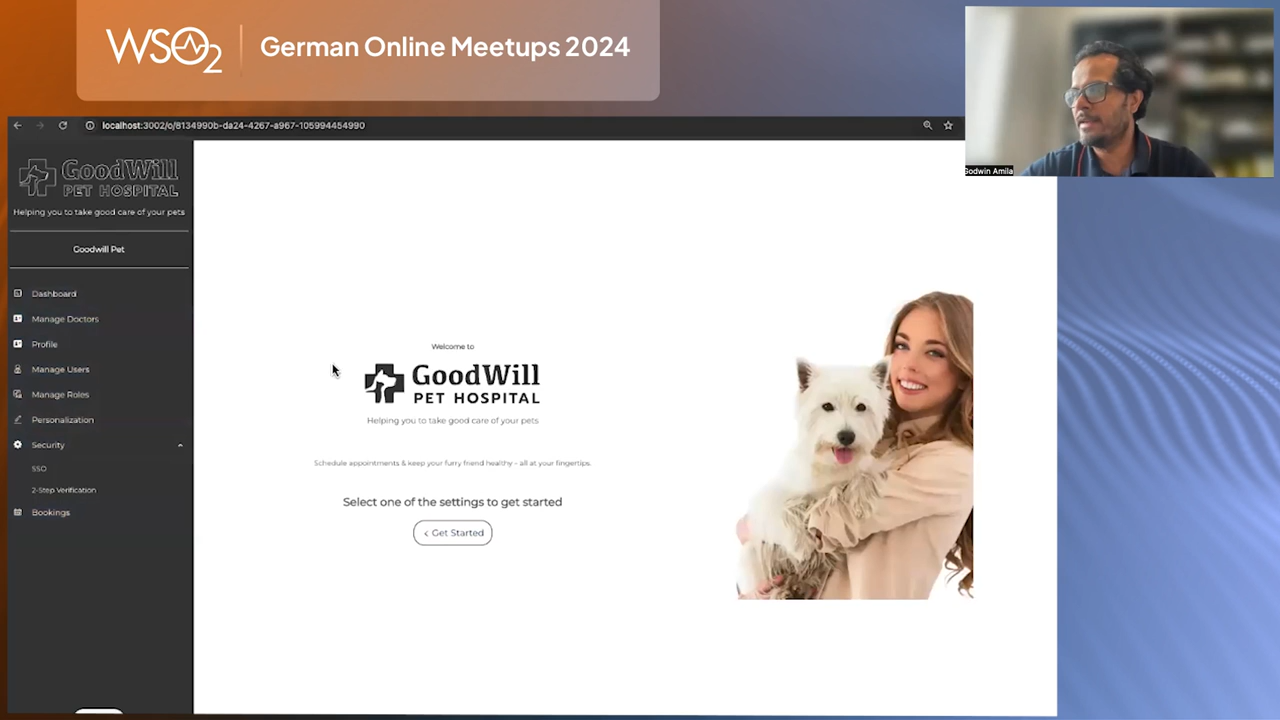 WSO2
German Online Meetups 2024
localhost:3002/o/8134990b-da24-4267-a967-105994454990
Godwin Amila
GoodWill
PET HOSPITAL
Helping you to take good care of your pets
Goodwill Pet
Dashboard
Manage Doctors
Profile
Manage Users
Manage Roles
Personalization
Security
SSO
2-Step Verification
Bookings
Welcome to
GoodWill
PET HOSPITAL
Helping you to take good care of your pets
Schedule appointments & keep your furry friend healthy - all at your fingertips.
Select one of the settings to get started
Get Started